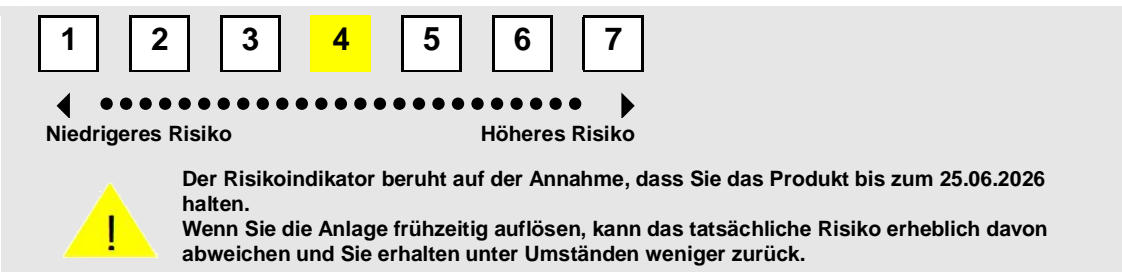 1 2 3 4 5 6 7
Niedrigeres Risiko Höheres Risiko
Der Risikoindikator beruht auf der Annahme, dass Sie das Produkt bis zum 25.06.2026
halten.
Wenn Sie die Anlage frühzeitig auflösen, kann das tatsächliche Risiko erheblich davon
abweichen und Sie erhalten unter Umständen weniger zurück.
!